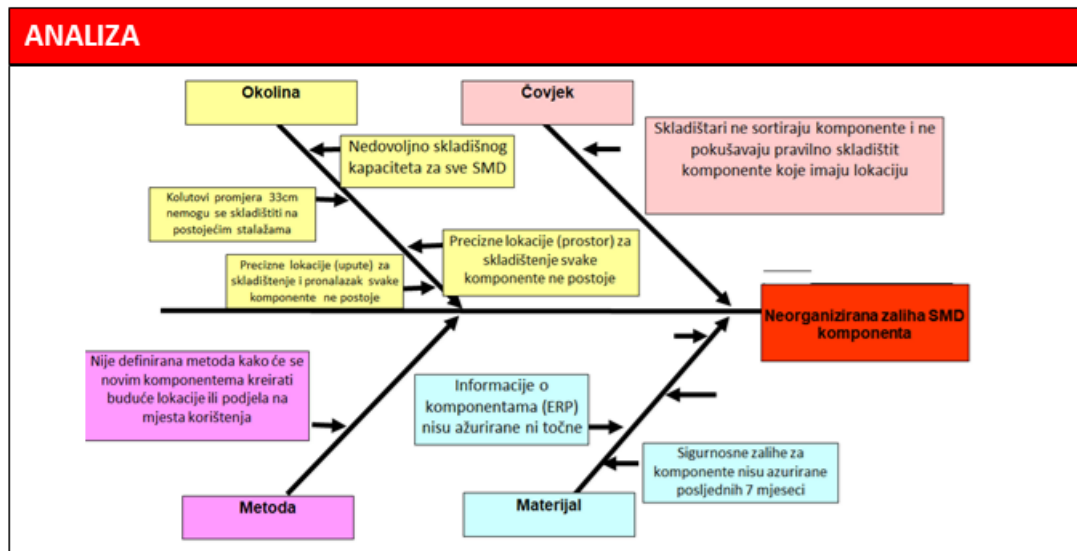 ANALIZA
Okolina
Čovjek
Nedovoljno skladišnog
kapaciteta za sve SMD
Skladištari ne sortiraju komponente i ne
pokušavaju pravilno skladištit
komponente koje imaju lokaciju
Kolutovi promjera 33cm
nemogu se skladištiti na
postojećim stalažama
Precizne lokacije (prostor) za
skladištenje svake
komponente ne postoje
Precizne lokacije (upute) za
skladištenje i pronalazak svake
komponente ne postoje
Neorganizirana zaliha SMD
komponenta
Nije definirana metoda kako će se
novim komponentema kreirati
buduće lokacije ili podjela na
mjesta korištenja
Informacije o
komponentama (ERP)
nisu ažurirane ni točne
Sigurnosne zalihe za
komponente nisu azurirane
posljednih 7 mjeseci
Metoda
Materijal